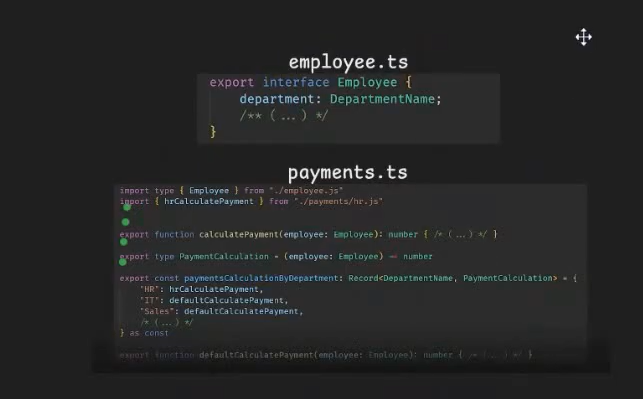 employee.ts
export interface Employee {
department: DepartmentName;
/** (...) */
}
payments.ts
import type { Employee } from "./employee.js"
import { hrCalculatePayment } from "./payments/hr.js"
export function calculatePayment(employee: Employee): number { /* (...) */ }
export type PaymentCalculation = (employee: Employee) => number
export const paymentsCalculationByDepartment: Record<DepartmentName, PaymentCalculation> = {
"HR": hrCalculatePayment,
"IT": defaultCalculatePayment,
"Sales": defaultCalculatePayment,
/* (...) */
} as const
export function defaultCalculatePayment(employee: Employee): number { /* (...) */ }